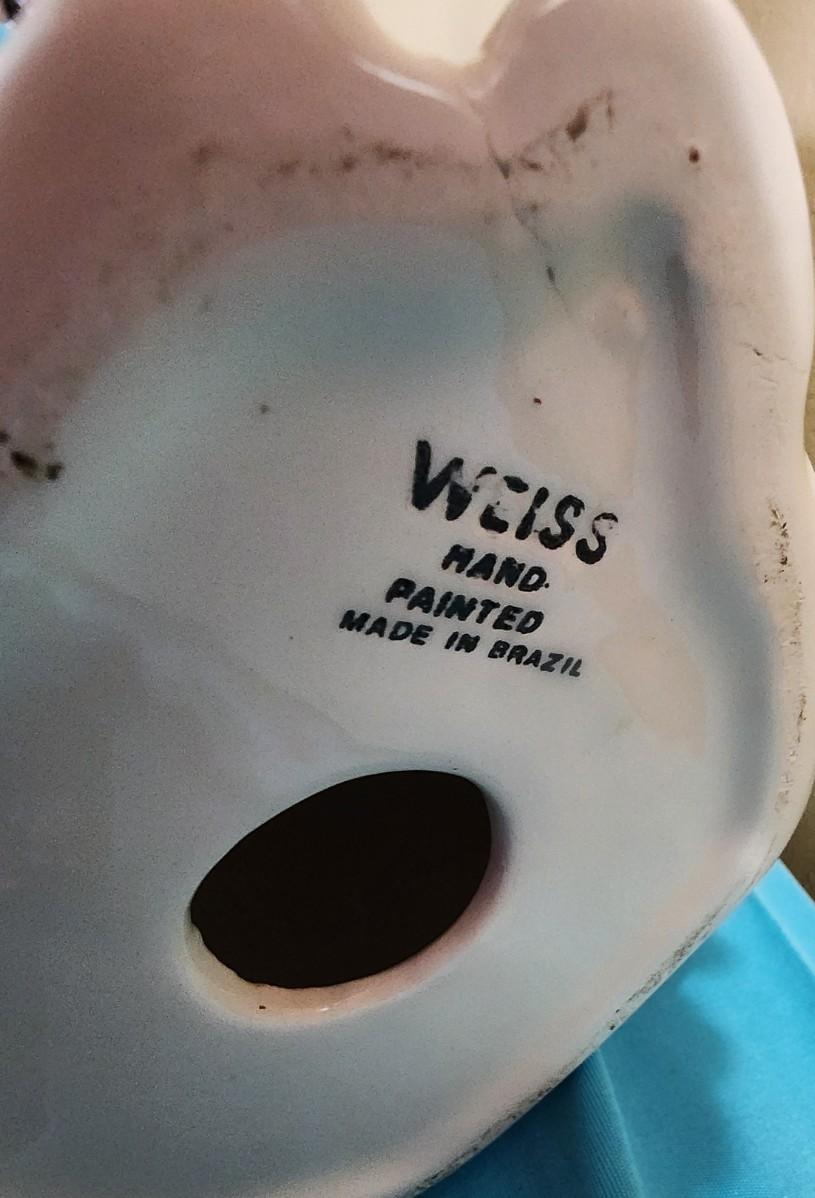 WEISS
HAND-
PAINTED
MADE IN BRAZIL